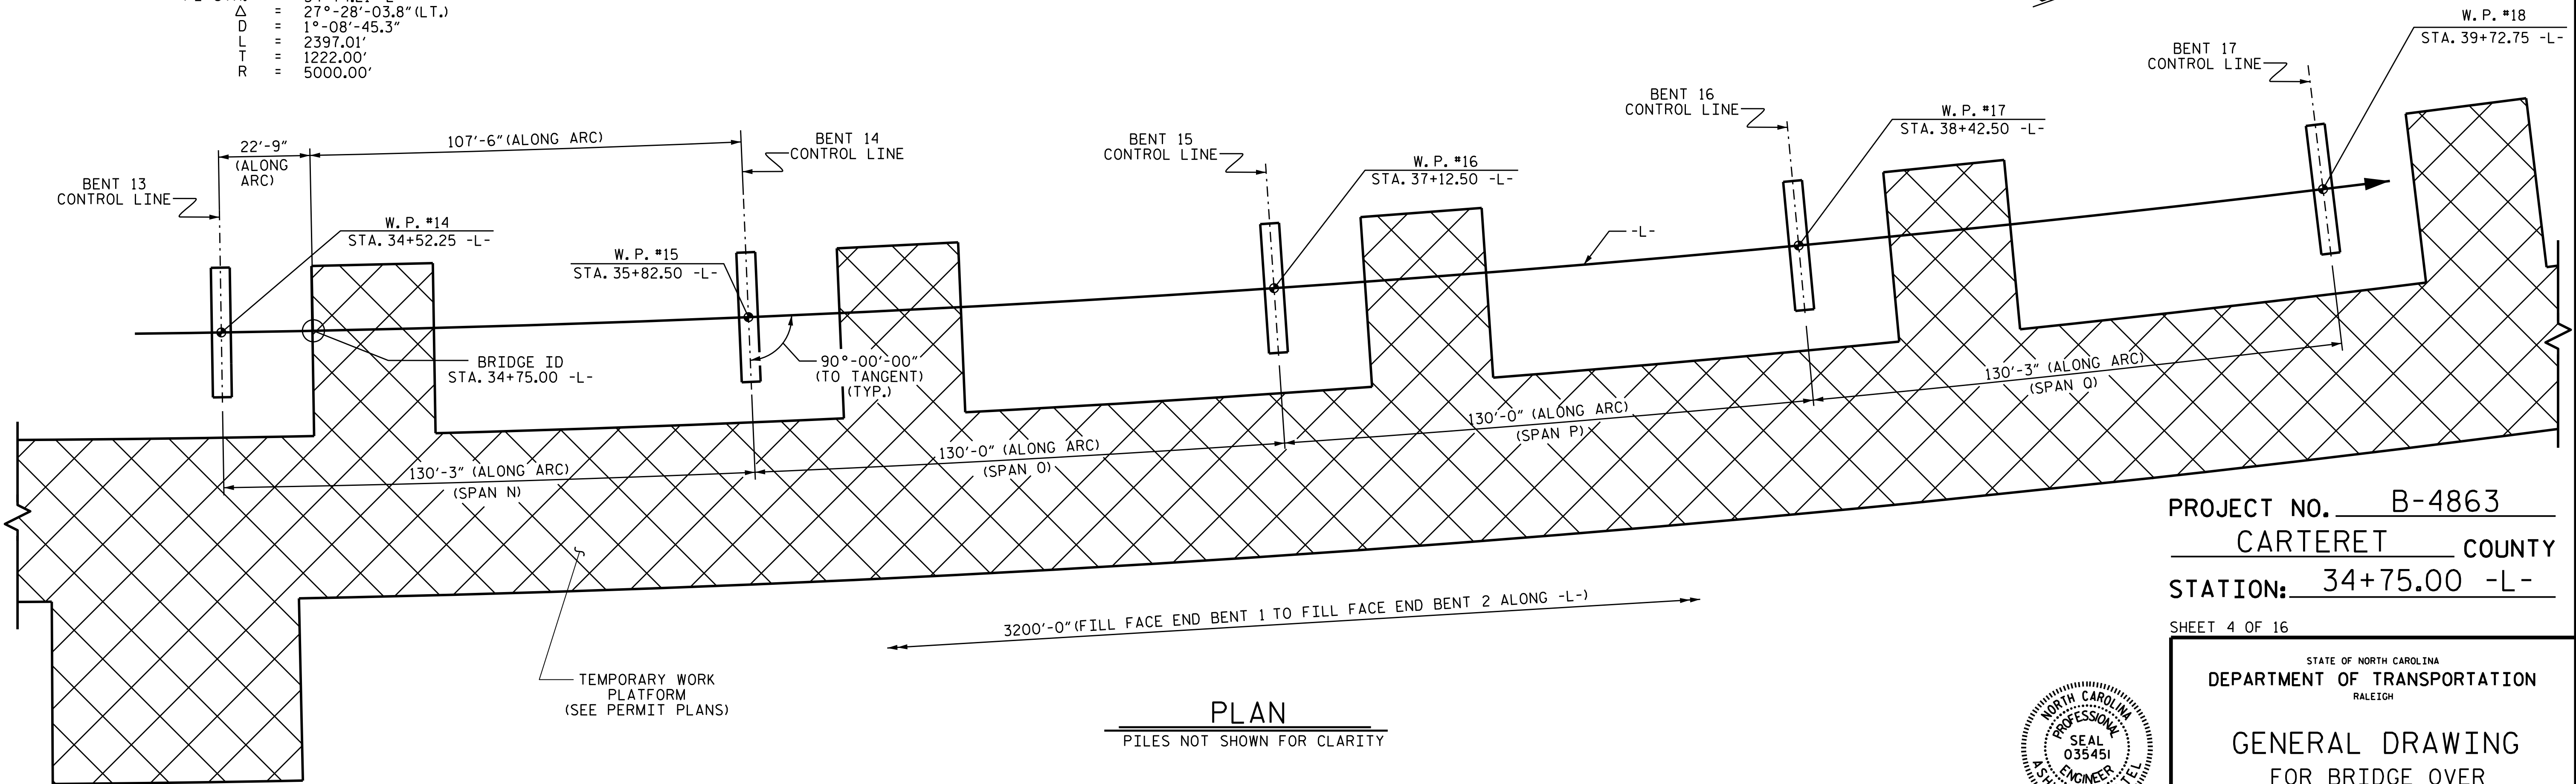 Δ = 27°-28'-03.8" (LT.)
D = 1°-08'-45.3"
L = 2397.01'
T = 1222.00'
R = 5000.00'
W.P. #18
STA. 39+72.75 -L-
BENT 17
CONTROL LINE
BENT 16
CONTROL LINE
W.P. #17
STA. 38+42.50 -L-
22'-9"
(ALONG
ARC)
107'-6" (ALONG ARC)
BENT 14
CONTROL LINE
BENT 15
CONTROL LINE
W.P. #16
STA. 37+12.50 -L-
BENT 13
CONTROL LINE
W.P. #14
STA. 34+52.25 -L-
W.P. #15
STA. 35+82.50 -L-
-L-
BRIDGE ID
STA. 34+75.00 -L-
90°-00'-00"
(TO TANGENT)
(TYP.)
130'-3" (ALONG ARC)
(SPAN N)
130'-0" (ALONG ARC)
(SPAN O)
130'-0" (ALONG ARC)
(SPAN P)
130'-3" (ALONG ARC)
(SPAN Q)
3200'-0" (FILL FACE END BENT 1 TO FILL FACE END BENT 2 ALONG -L-)
TEMPORARY WORK
PLATFORM
(SEE PERMIT PLANS)
PLAN
PILES NOT SHOWN FOR CLARITY
PROJECT NO. B-4863
CARTERET COUNTY
STATION: 34+75.00 -L-
SHEET 4 OF 16
STATE OF NORTH CAROLINA
DEPARTMENT OF TRANSPORTATION
RALEIGH
GENERAL DRAWING
FOR BRIDGE OVER
NORTH CAROLINA
PROFESSIONAL
SEAL
035451
ENGINEER